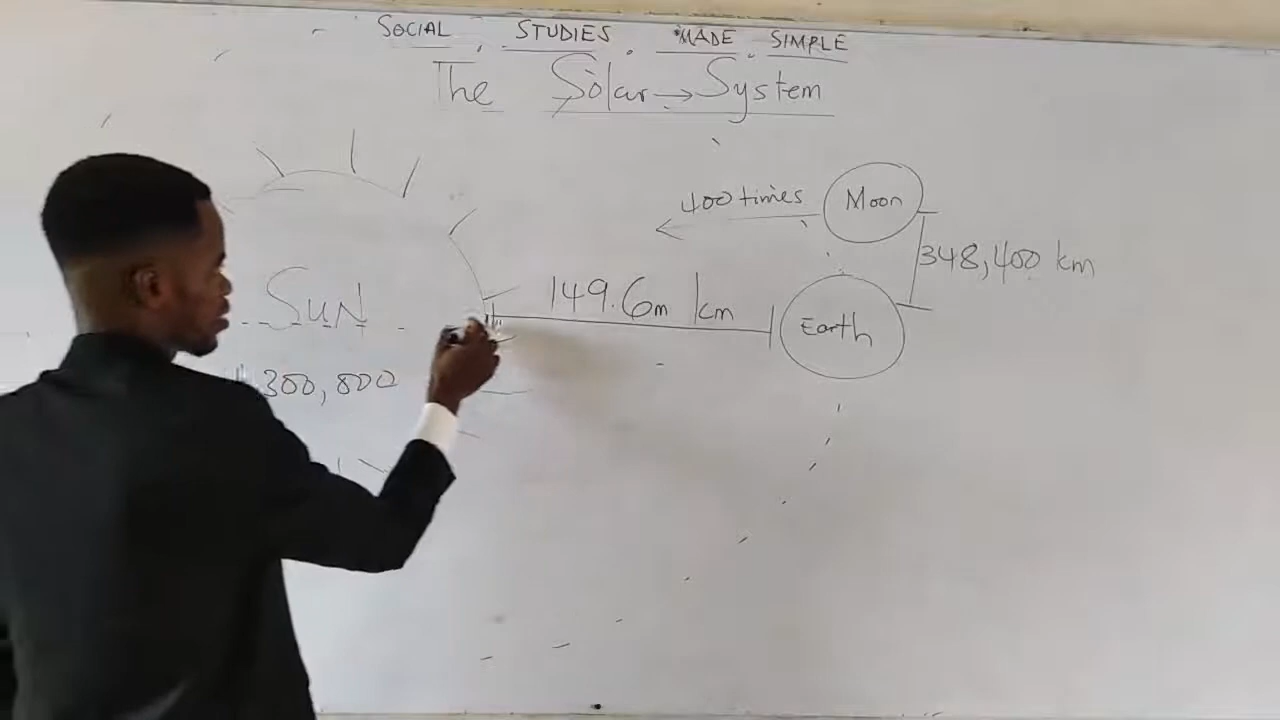 SOCIAL STUDIES MADE SIMPLE
The Solar → System
400 times
Moon
348,400 km
149.6m km
Earth
SUN
300,000